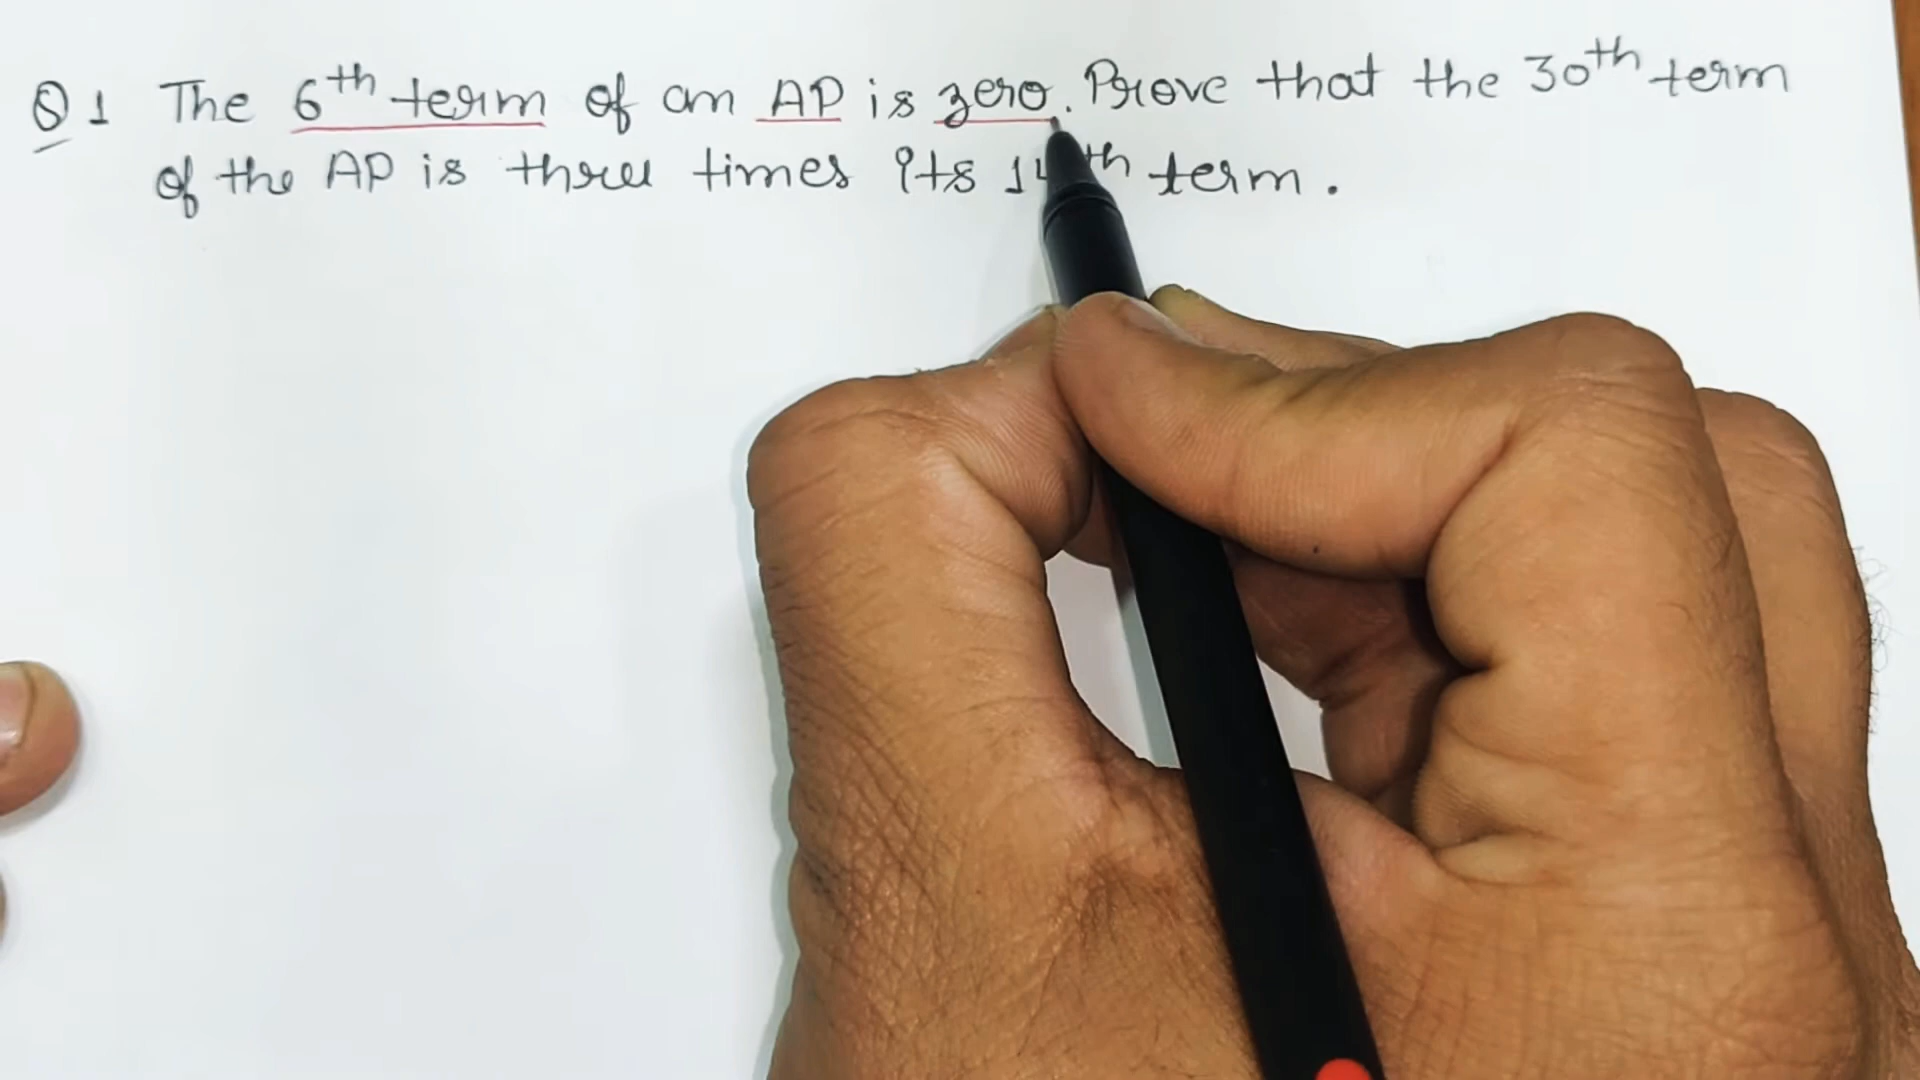 Q1 The 6th term of an AP is zero. Prove that the 30th term
of the AP is three times its 14th term.